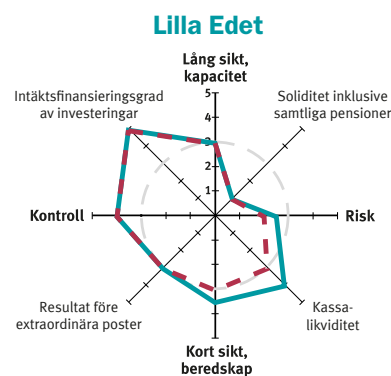 Lilla Edet
Lång sikt,
kapacitet
Intäktsfinansieringsgrad
av investeringar
Soliditet inklusive
samtliga pensioner
5
4
3
2
1
Kontroll
Risk
Resultat före
extraordinära poster
Kassa-
likviditet
Kort sikt,
beredskap